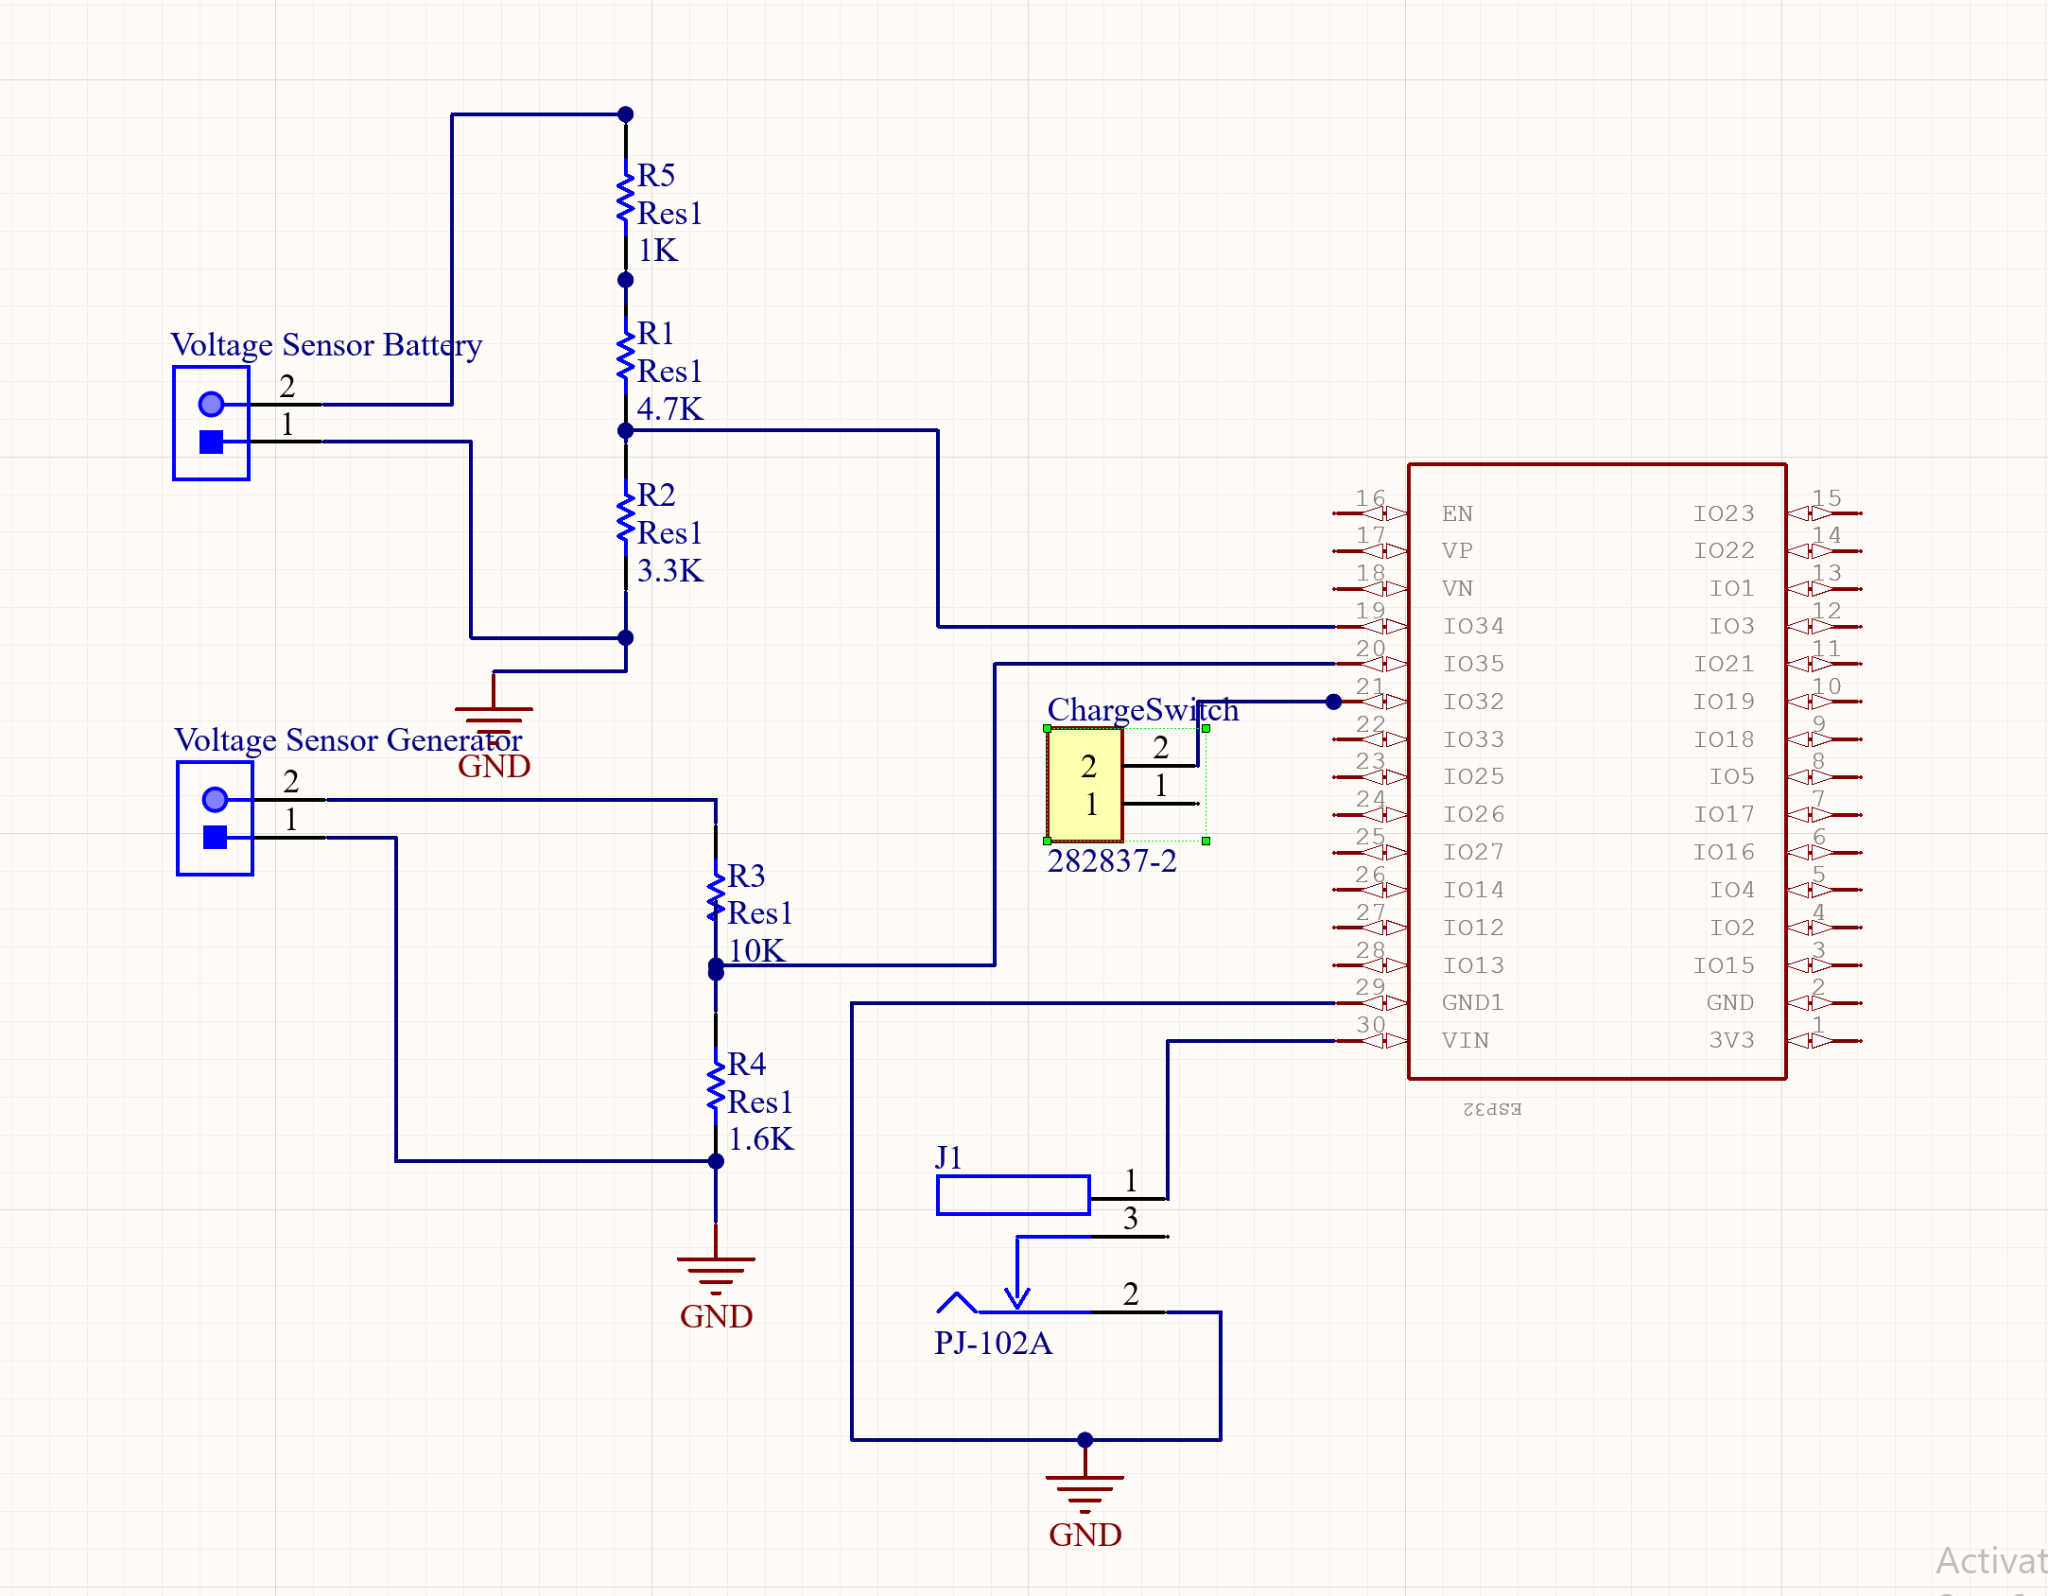 R5
Res1
1K
R1
Res1
4.7K
Voltage Sensor Battery
2
1
R2
Res1
3.3K
GND
Voltage Sensor Generator
2
1
R3
Res1
10K
R4
Res1
1.6K
GND
ChargeSwitch
2 2
1 1
282837-2
16 EN IO23 15
17 VP IO22 14
18 VN IO1 13
19 IO34 IO3 12
20 IO35 IO21 11
21 IO32 IO19 10
22 IO33 IO18 9
23 IO25 IO5 8
24 IO26 IO17 7
25 IO27 IO16 6
26 IO14 IO4 5
27 IO12 IO2 4
28 IO13 IO15 3
29 GND1 GND 2
30 VIN 3V3 1
ESP32
J1
1
3
2
PJ-102A
GND
Activat